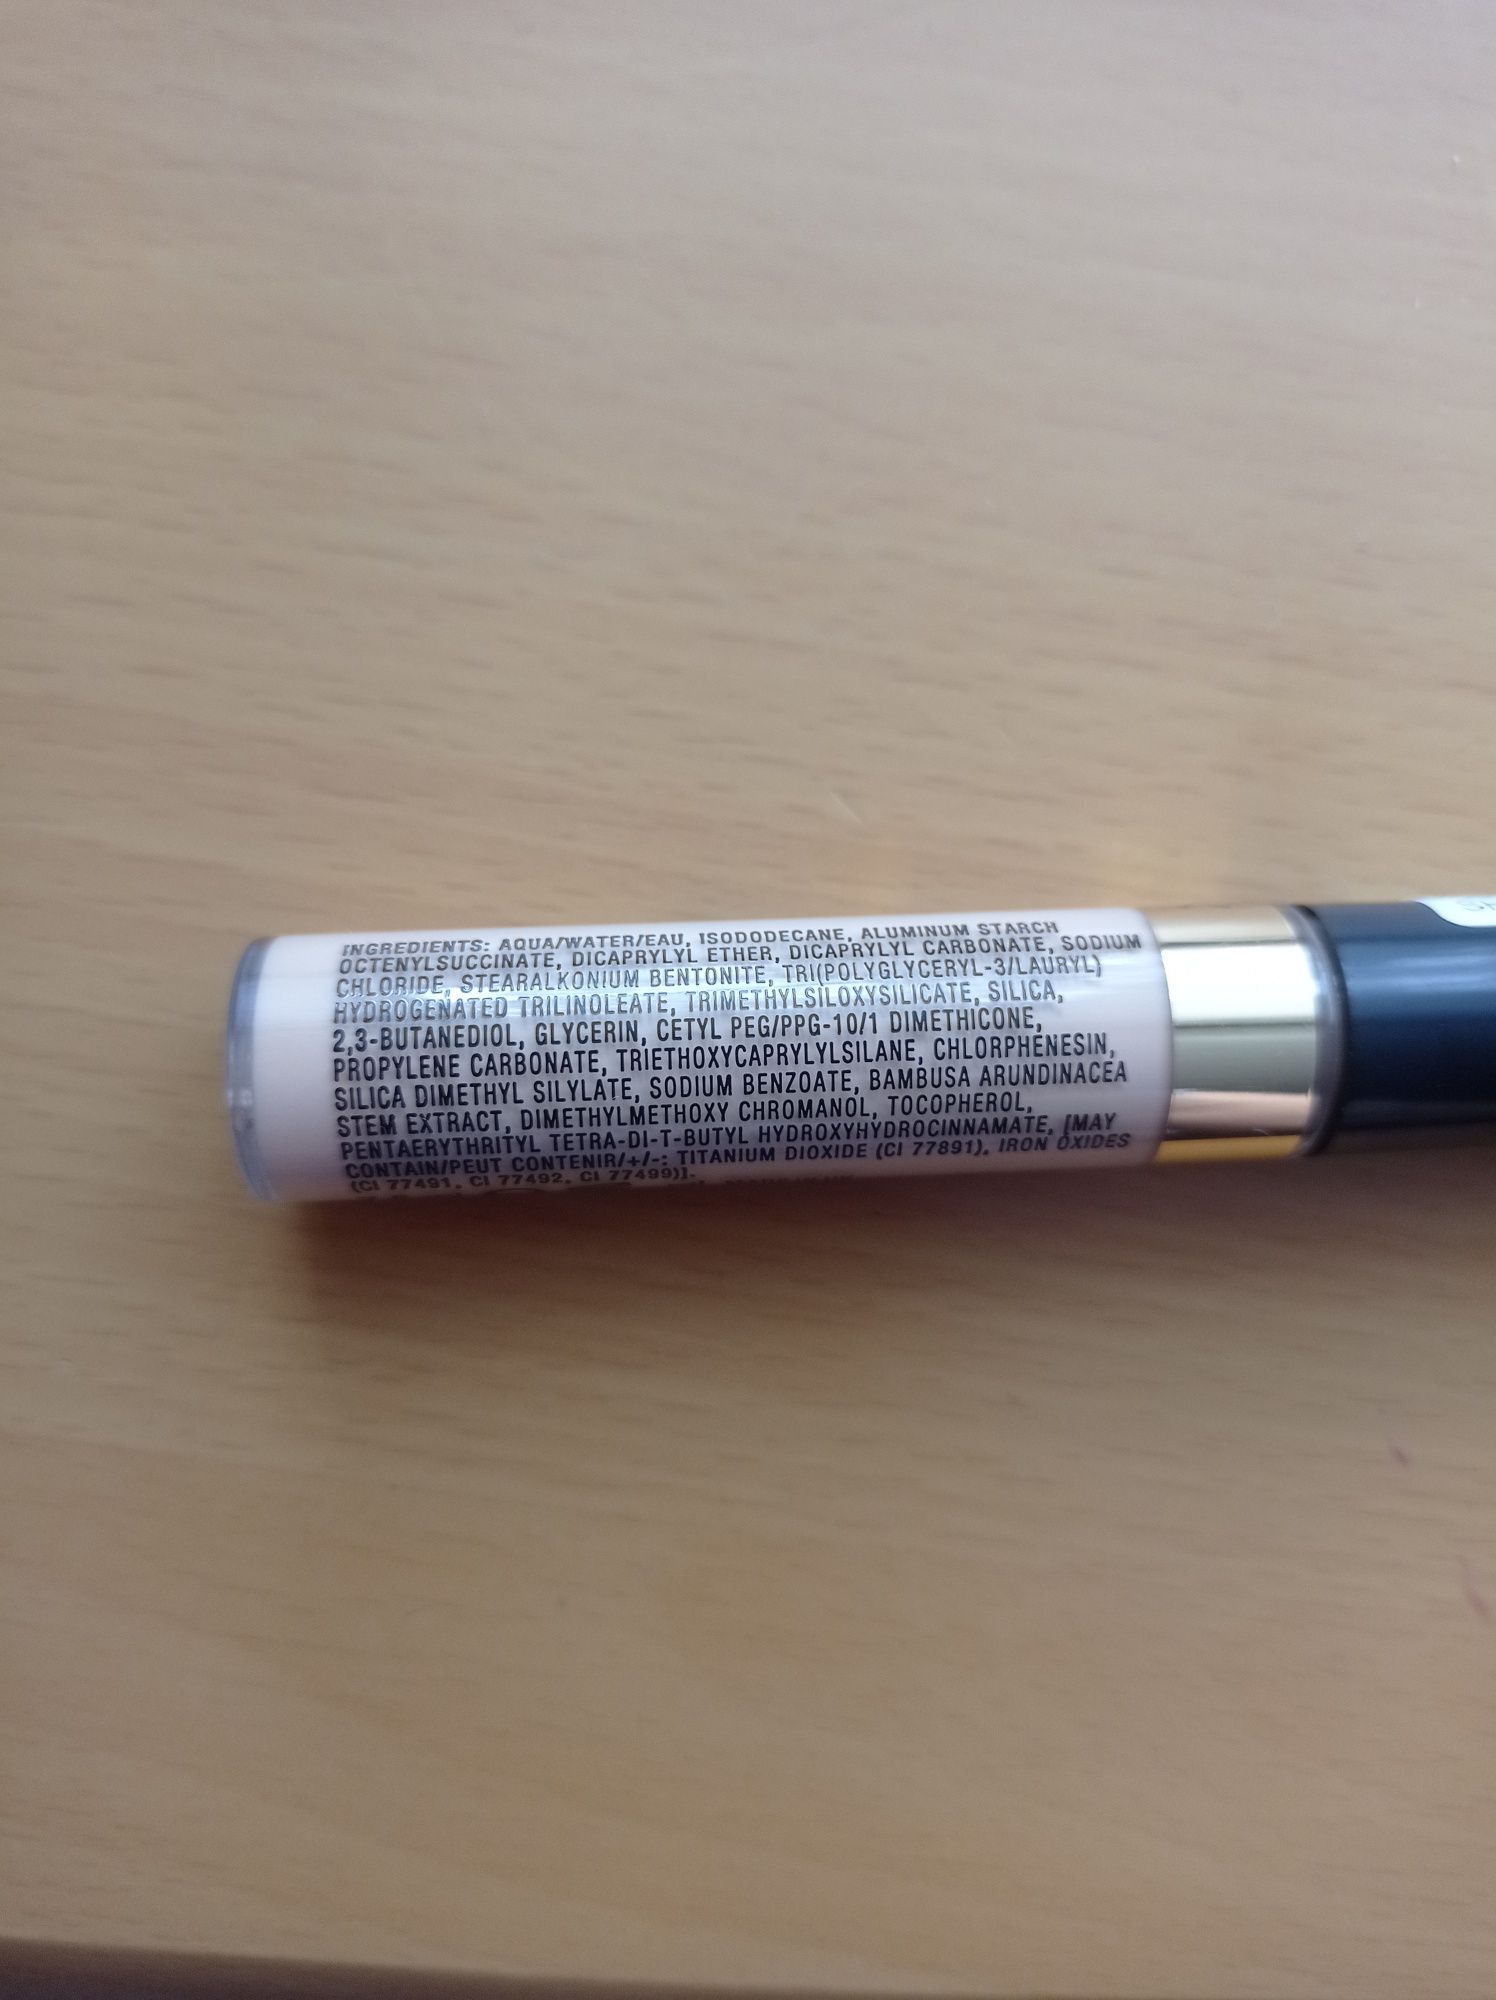 INGREDIENTS: AQUA/WATER/EAU, ISODODECANE, ALUMINUM STARCH
OCTENYLSUCCINATE, DICAPRYLYL ETHER, DICAPRYLYL CARBONATE, SODIUM
CHLORIDE, STEARALKONIUM BENTONITE, TRI(POLYGLYCERYL-3/LAURYL)
HYDROGENATED TRILINOLEATE, TRIMETHYLSILOXYSILICATE, SILICA,
2,3-BUTANEDIOL, GLYCERIN, CETYL PEG/PPG-10/1 DIMETHICONE,
PROPYLENE CARBONATE, TRIETHOXYCAPRYLYLSILANE, CHLORPHENESIN,
SILICA DIMETHYL SILYLATE, SODIUM BENZOATE, BAMBUSA ARUNDINACEA
STEM EXTRACT, DIMETHYLMETHOXY CHROMANOL, TOCOPHEROL,
PENTAERYTHRITYL TETRA-DI-T-BUTYL HYDROXYHYDROCINNAMATE, [MAY
CONTAIN/PEUT CONTENIR/+/-: TITANIUM DIOXIDE (CI 77891), IRON OXIDES
(CI 77491, CI 77492, CI 77499)].